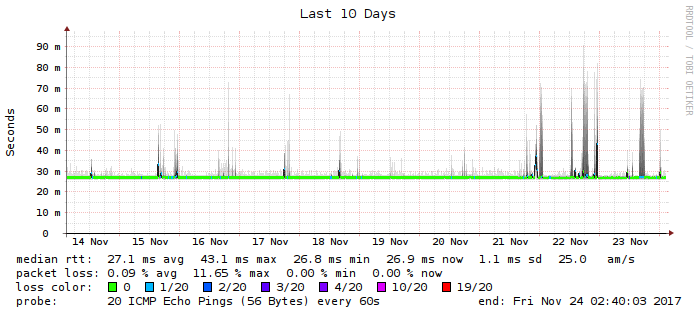 Last 10 Days
RRDTOOL / TOBI OETIKER
Seconds
90 m
80 m
70 m
60 m
50 m
40 m
30 m
20 m
10 m
0
14 Nov 15 Nov 16 Nov 17 Nov 18 Nov 19 Nov 20 Nov 21 Nov 22 Nov 23 Nov
median rtt: 27.1 ms avg 43.1 ms max 26.8 ms min 26.9 ms now 1.1 ms sd 25.0 am/s
packet loss: 0.09 % avg 11.65 % max 0.00 % min 0.00 % now
loss color: 0 1/20 2/20 3/20 4/20 10/20 19/20
probe: 20 ICMP Echo Pings (56 Bytes) every 60s end: Fri Nov 24 02:40:03 2017